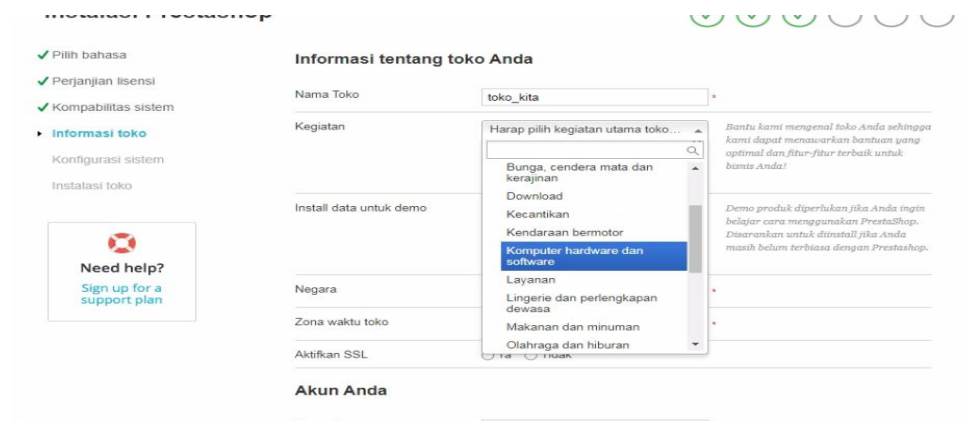 Instalasi Prestashop
Pilih bahasa
Perjanjian lisensi
Kompabilitas sistem
Informasi toko
Konfigurasi sistem
Instalasi toko
Need help?
Sign up for a
support plan
Informasi tentang toko Anda
Nama Toko
toko_kita
*
Kegiatan
Harap pilih kegiatan utama toko...
Bunga, cendera mata dan
kerajinan
Download
Kecantikan
Kendaraan bermotor
Komputer hardware dan
software
Layanan
Lingerie dan perlengkapan
dewasa
Makanan dan minuman
Olahraga dan hiburan
Bantu kami mengenal toko Anda sehingga
kami dapat menawarkan bantuan yang
optimal dan fitur-fitur terbaik untuk
bisnis Anda!
Install data untuk demo
Demo produk diperlukan jika Anda ingin
belajar cara menggunakan PrestaShop.
Disarankan untuk diinstall jika Anda
masih belum terbiasa dengan Prestashop.
Negara
*
Zona waktu toko
*
Aktifkan SSL
Ya Tidak
Akun Anda